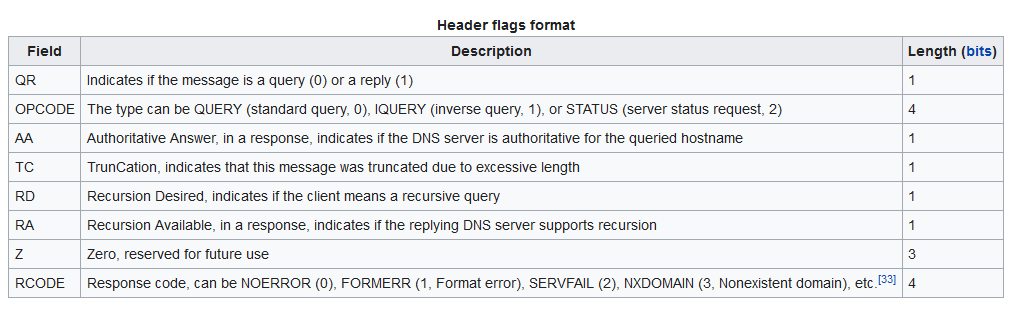 Header flags format
Field Description Length (bits)
QR Indicates if the message is a query (0) or a reply (1) 1
OPCODE The type can be QUERY (standard query, 0), IQUERY (inverse query, 1), or STATUS (server status request, 2) 4
AA Authoritative Answer, in a response, indicates if the DNS server is authoritative for the queried hostname 1
TC TrunCation, indicates that this message was truncated due to excessive length 1
RD Recursion Desired, indicates if the client means a recursive query 1
RA Recursion Available, in a response, indicates if the replying DNS server supports recursion 1
Z Zero, reserved for future use 3
RCODE Response code, can be NOERROR (0), FORMERR (1, Format error), SERVFAIL (2), NXDOMAIN (3, Nonexistent domain), etc.[33] 4